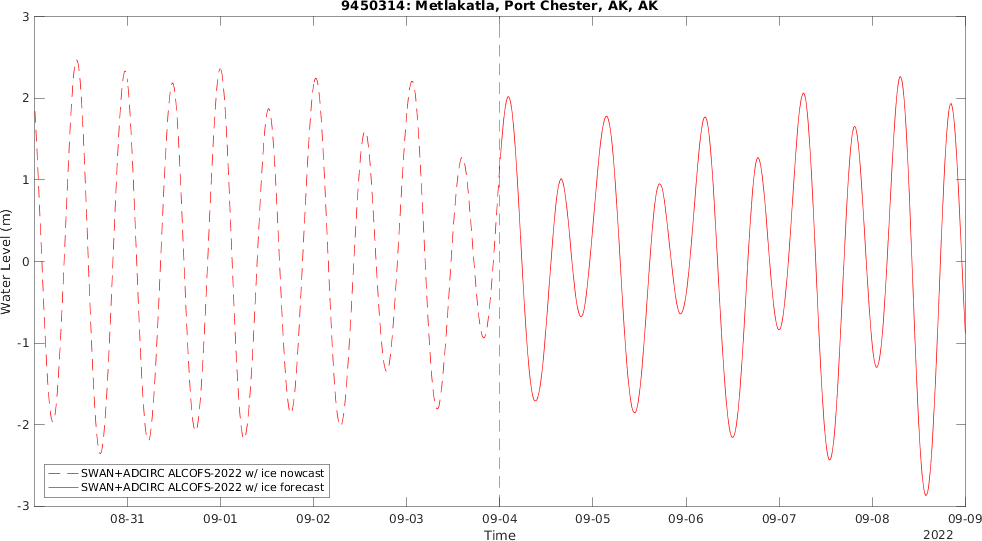 9450314: Metlakatla, Port Chester, AK, AK
3
2
1
0
-1
-2
-3
Water Level (m)
SWAN+ADCIRC ALCOFS-2022 w/ ice nowcast
SWAN+ADCIRC ALCOFS-2022 w/ ice forecast
08-31 09-01 09-02 09-03 09-04 09-05 09-06 09-07 09-08 09-09
Time
2022